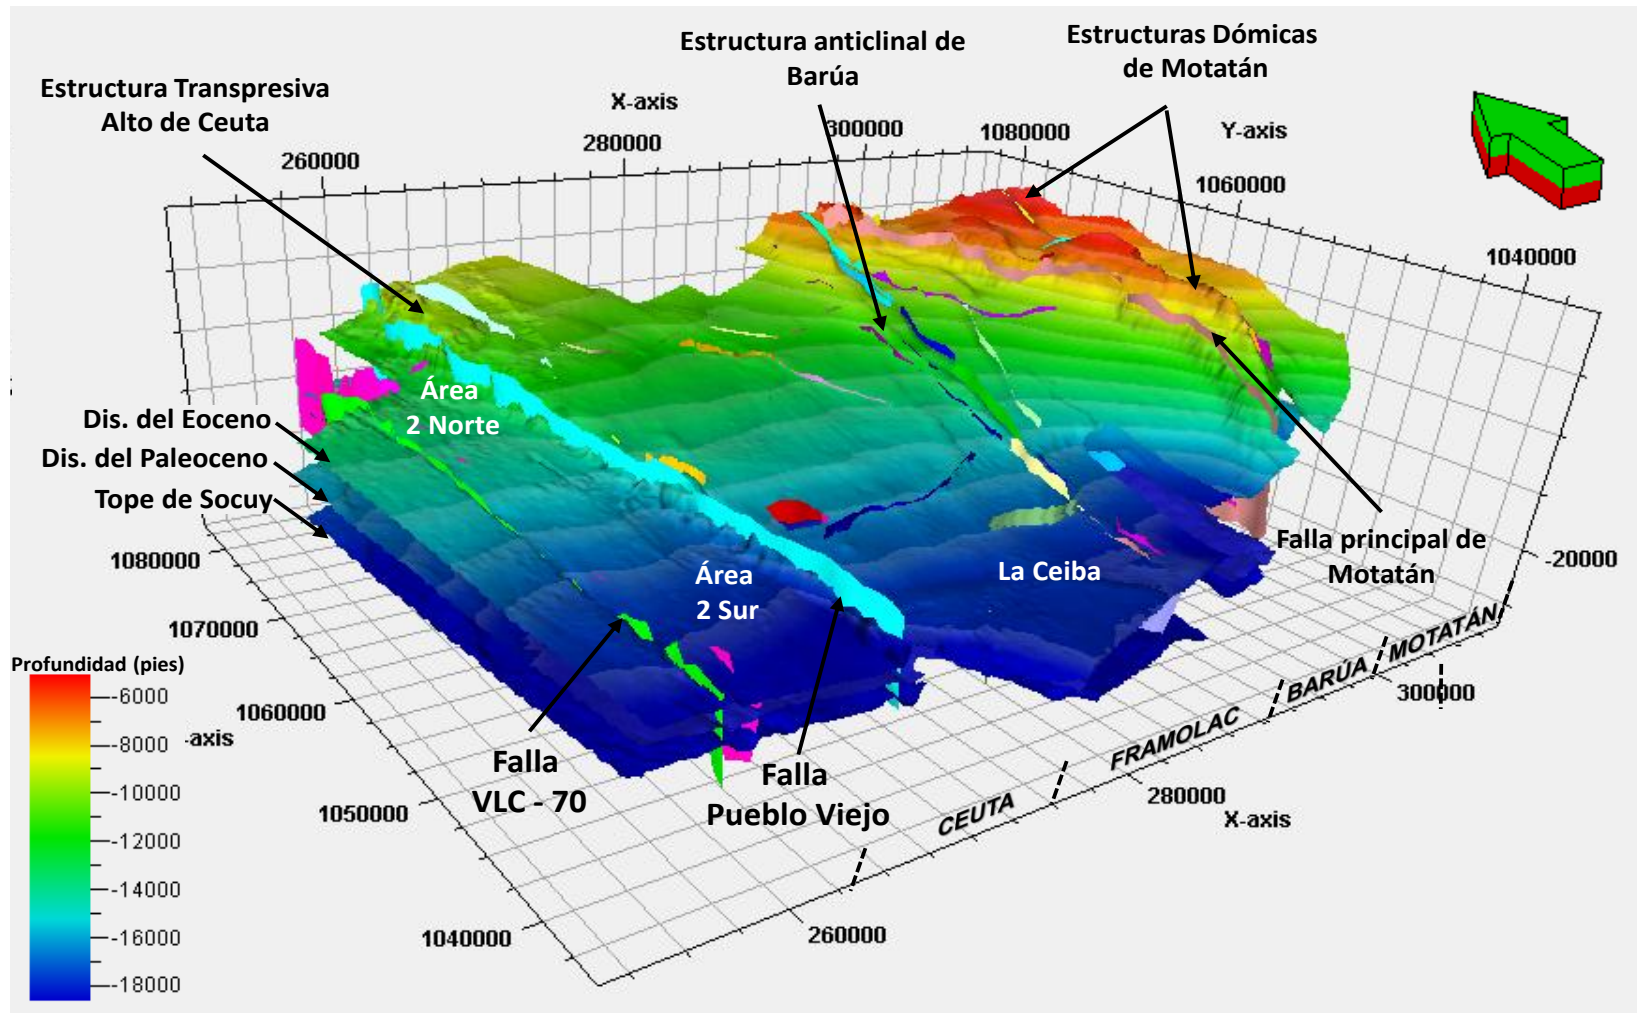 Estructura Transpresiva
Alto de Ceuta
Estructura anticlinal de
Barúa
Estructuras Dómicas
de Motatán
X-axis
260000
280000
300000
1080000
Y-axis
1060000
1040000
Área
2 Norte
Dis. del Eoceno
Dis. del Paleoceno
Tope de Socuy
Área
2 Sur
La Ceiba
Falla principal de
Motatán
-20000
1080000
1070000
1060000
-axis
1050000
1040000
Profundidad (pies)
-6000
-8000
-10000
-12000
-14000
-16000
-18000
Falla
VLC - 70
Falla
Pueblo Viejo
CEUTA
FRAMOLAC
BARÚA
MOTATÁN
300000
280000
X-axis
260000